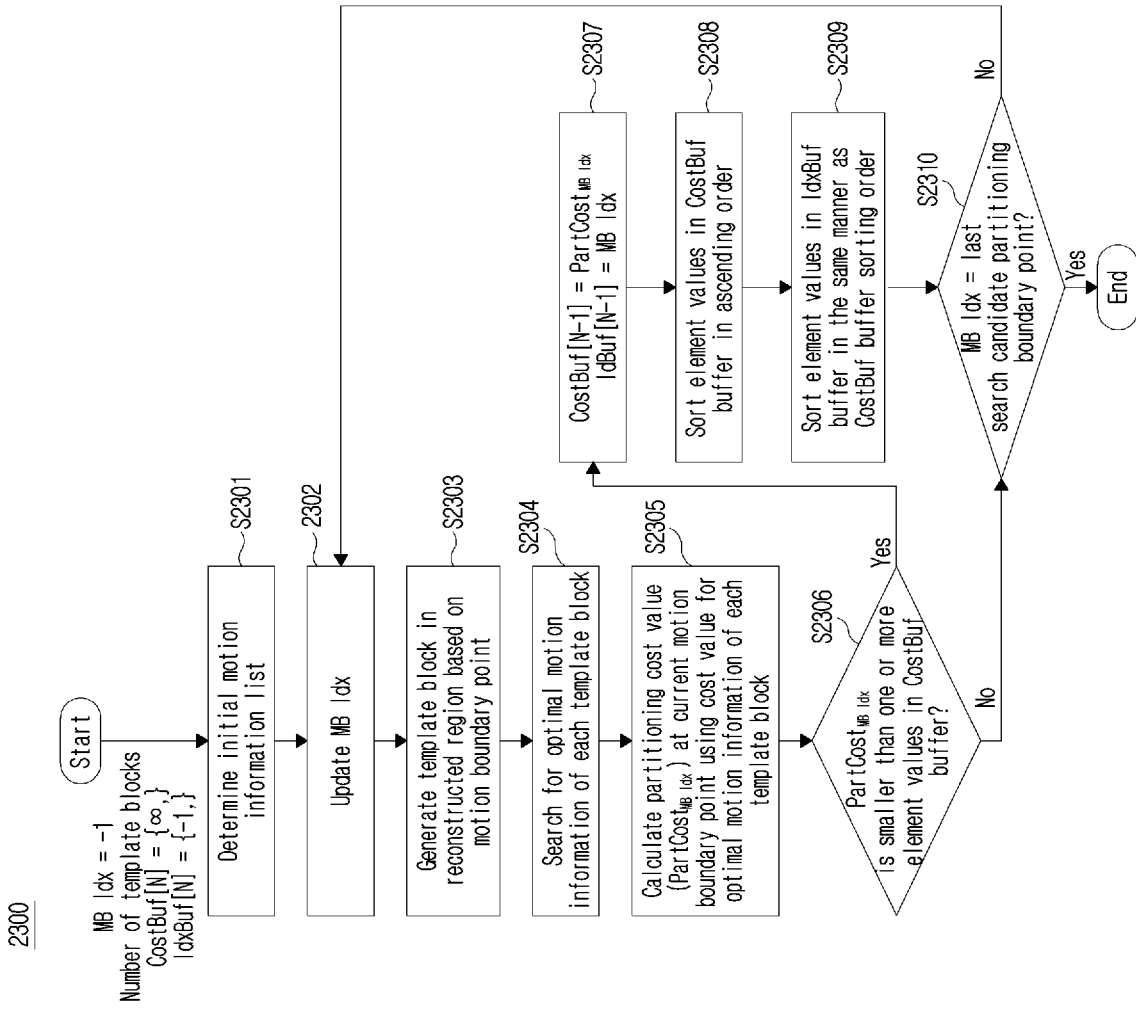 2300
Start
MB Idx = -1
Number of template blocks
CostBuf[N] = {∞,}
IdxBuf[N] = {-1,}
Determine initial motion
information list
S2301
Update MB Idx
2302
Generate template block in
reconstructed region based on
motion boundary point
S2303
Search for optimal motion
information of each template block
S2304
Calculate partitioning cost value
(PartCost MB Idx) at current motion
boundary point using cost value for
optimal motion information of each
template block
S2305
PartCost MB Idx
is smaller than one or more
element values in CostBuf
buffer?
S2306
Yes
No
CostBuf[N-1] = PartCost MB Idx
IdBuf[N-1] = MB Idx
S2307
Sort element values in CostBuf
buffer in ascending order
S2308
Sort element values in IdxBuf
buffer in the same manner as
CostBuf buffer sorting order
S2309
MB Idx = last
search candidate partitioning
boundary point?
S2310
No
Yes
End